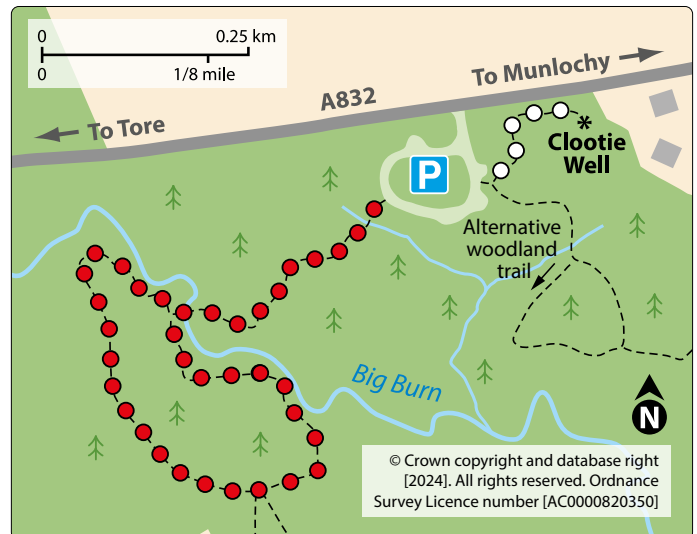 0 0.25 km
0 1/8 mile
To Munlochy
A832
To Tore
Clootie
Well
P
Alternative
woodland
trail
Big Burn
N
© Crown copyright and database right
[2024]. All rights reserved. Ordnance
Survey Licence number [AC0000820350]